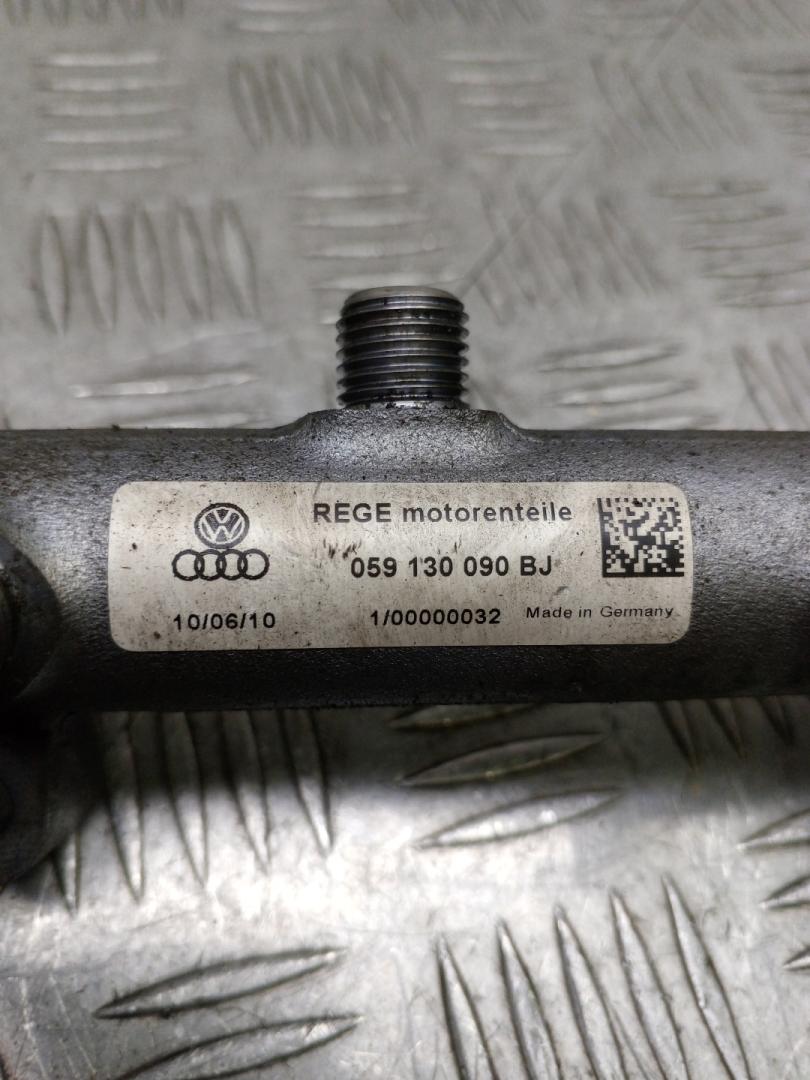 REGE motorenteile
059 130 090 BJ
10/06/10 1/00000032 Made in Germany